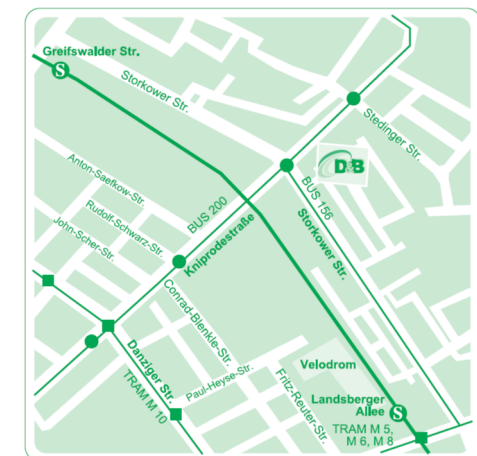 Greifswalder Str.
S
Storkower Str.
Stedinger Str.
D&B
Anton-Saefkow-Str.
BUS 200
BUS 156
Rudolf-Schwarz-Str.
Kniprodestraße
Storkower Str.
John-Scher-Str.
Conrad-Blenkle-Str.
Danziger Str.
TRAM M 10
Paul-Heyse-Str.
Fritz-Reuter-Str.
Velodrom
Landsberger
Allee
S
TRAM M 5,
M 6, M 8